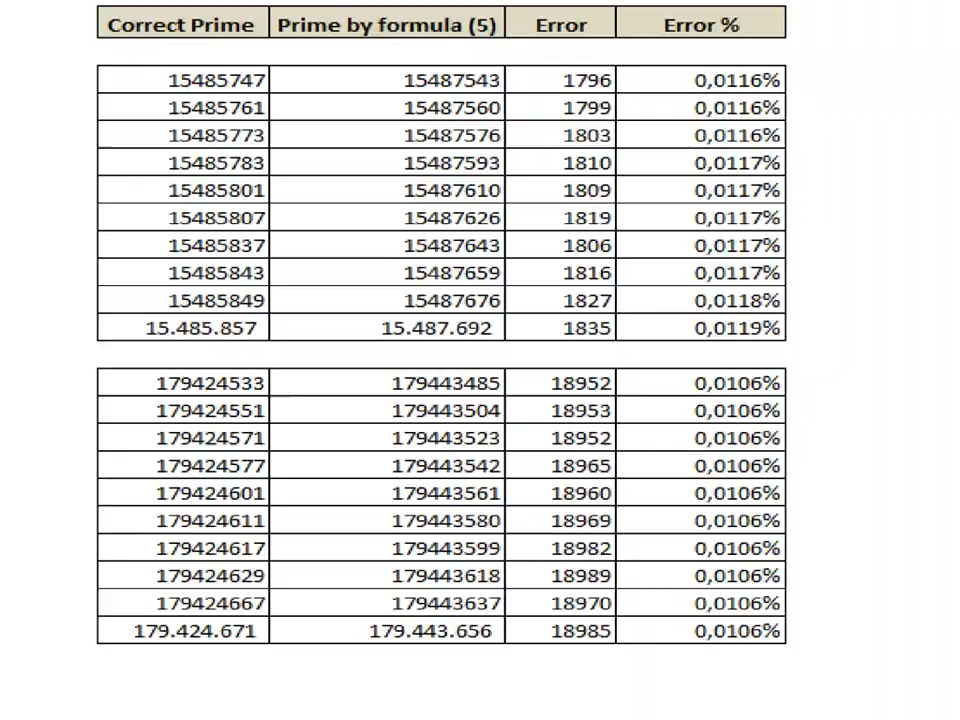 Correct Prime Prime by formula (5) Error Error %
15485747 15487543 1796 0,0116%
15485761 15487560 1799 0,0116%
15485773 15487576 1803 0,0116%
15485783 15487593 1810 0,0117%
15485801 15487610 1809 0,0117%
15485807 15487626 1819 0,0117%
15485837 15487643 1806 0,0117%
15485843 15487659 1816 0,0117%
15485849 15487676 1827 0,0118%
15.485.857 15.487.692 1835 0,0119%
179424533 179443485 18952 0,0106%
179424551 179443504 18953 0,0106%
179424571 179443523 18952 0,0106%
179424577 179443542 18965 0,0106%
179424601 179443561 18960 0,0106%
179424611 179443580 18969 0,0106%
179424617 179443599 18982 0,0106%
179424629 179443618 18989 0,0106%
179424667 179443637 18970 0,0106%
179.424.671 179.443.656 18985 0,0106%